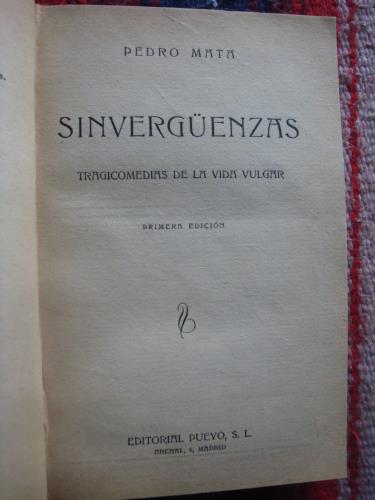 PEDRO MATA
SINVERGÜENZAS
TRAGICOMEDIAS DE LA VIDA VULGAR
PRIMERA EDICIÓN
EDITORIAL PUEYO, S. L.
ARENAL, 6, MADRID